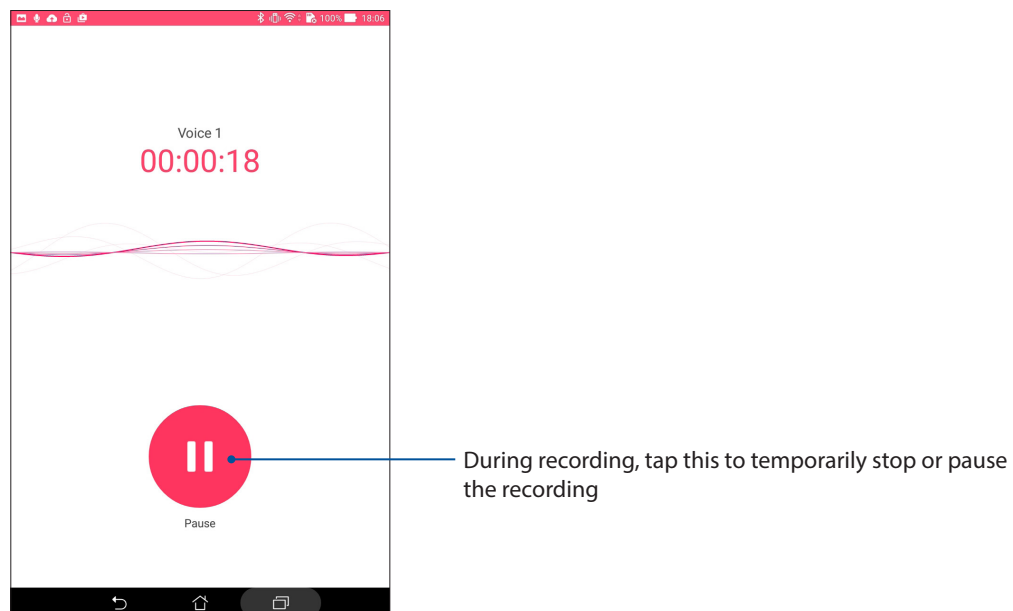 100% 18:06
Voice 1
00:00:18
During recording, tap this to temporarily stop or pause
the recording
Pause